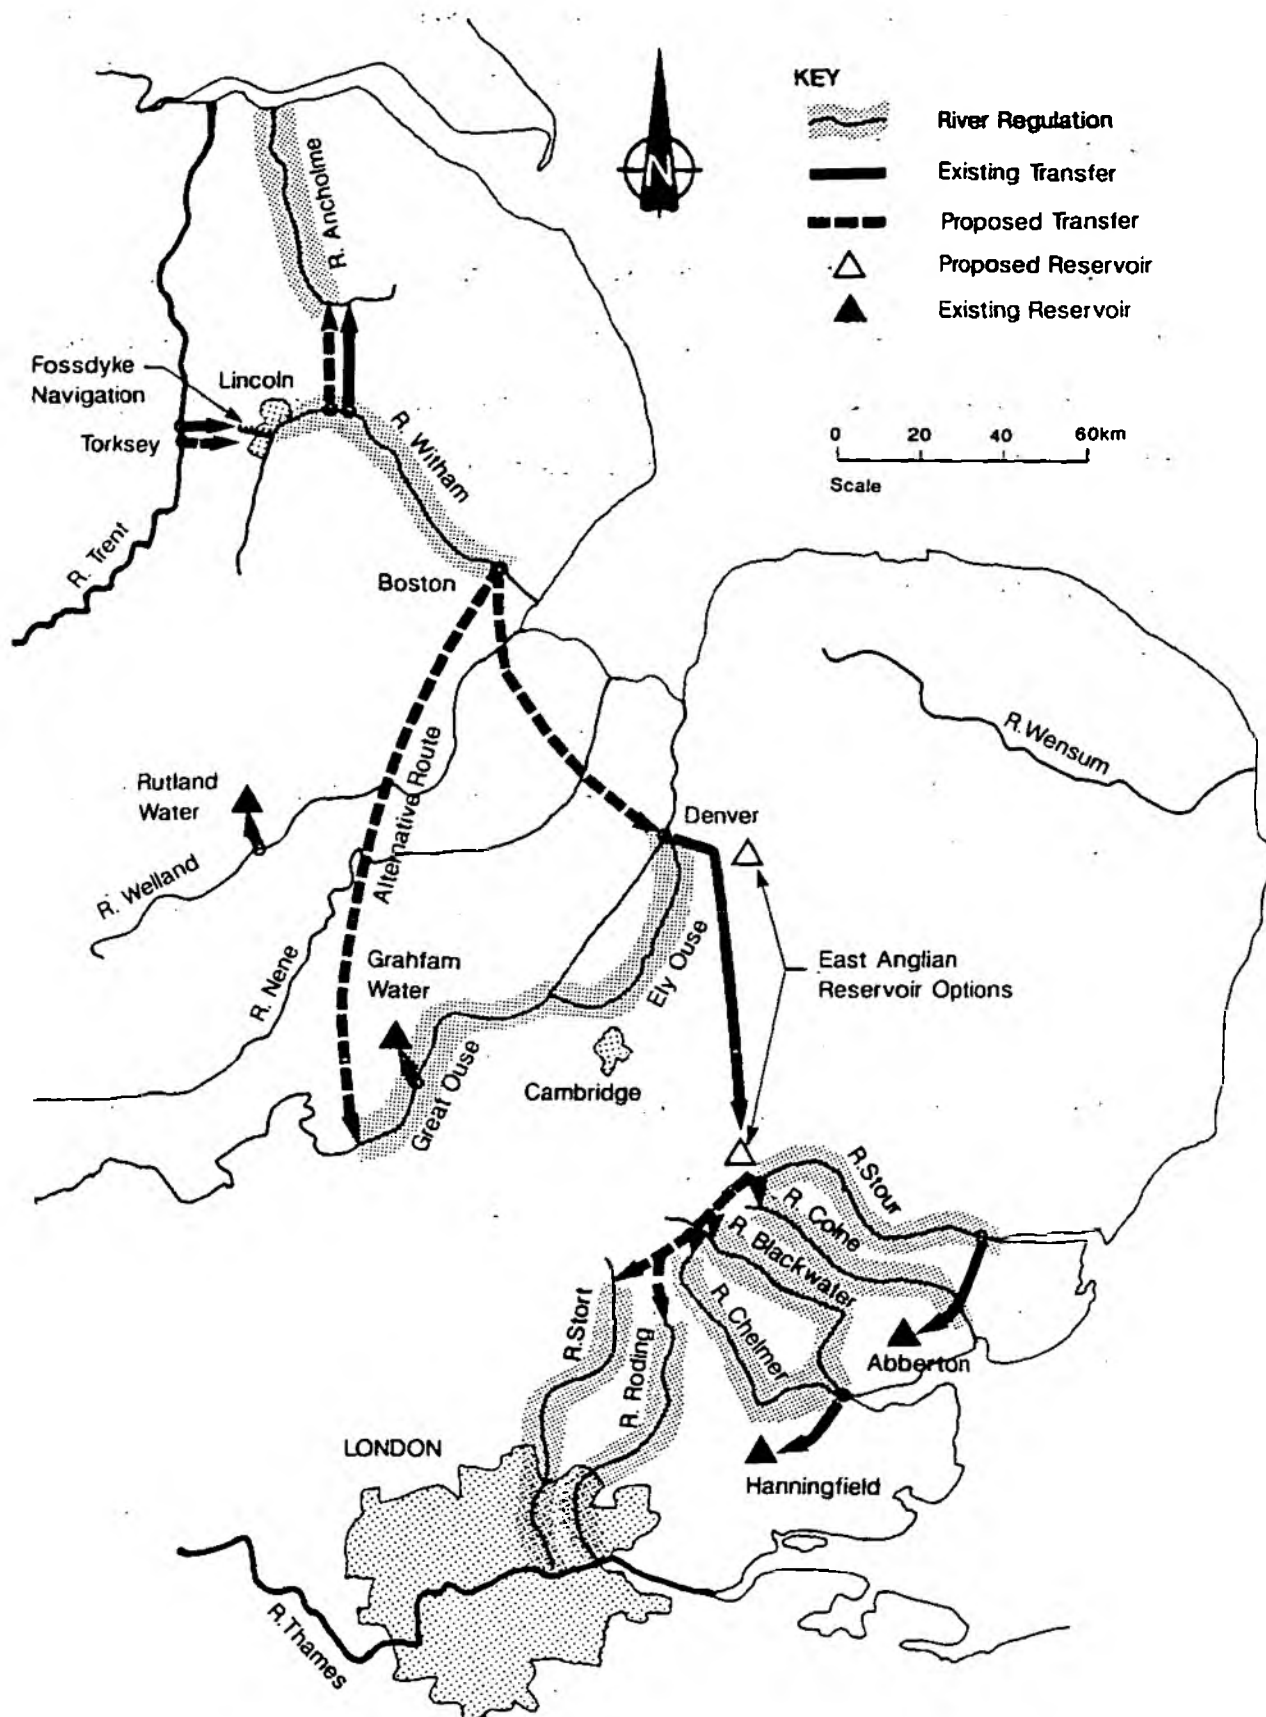 KEY
River Regulation
Existing Transfer
Proposed Transfer
Proposed Reservoir
Existing Reservoir
N
0 20 40 60km
Scale
R. Ancholme
Fossdyke
Navigation
Lincoln
Torksey
R. Witham
R. Trent
Boston
R. Wensum
Rutland
Water
Alternative Route
Denver
R. Welland
R. Nene
Grahfam
Water
Ely Ouse
East Anglian
Reservoir Options
Great Ouse
Cambridge
R. Stour
R. Colne
R. Blackwater
R. Stort
R. Chelmer
R. Roding
Abberton
LONDON
Hanningfield
R. Thames